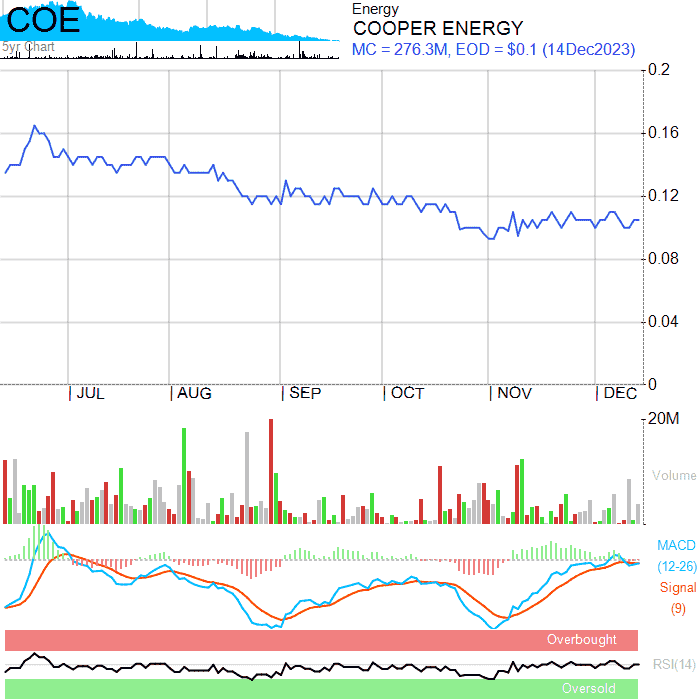 COE
5yr Chart
Energy
COOPER ENERGY
MC = 276.3M, EOD = $0.1 (14Dec2023)
0.2
0.16
0.12
0.08
0.04
0
JUL AUG SEP OCT NOV DEC
20M
Volume
MACD
(12-26)
Signal
(9)
Overbought
RSI(14)
Oversold